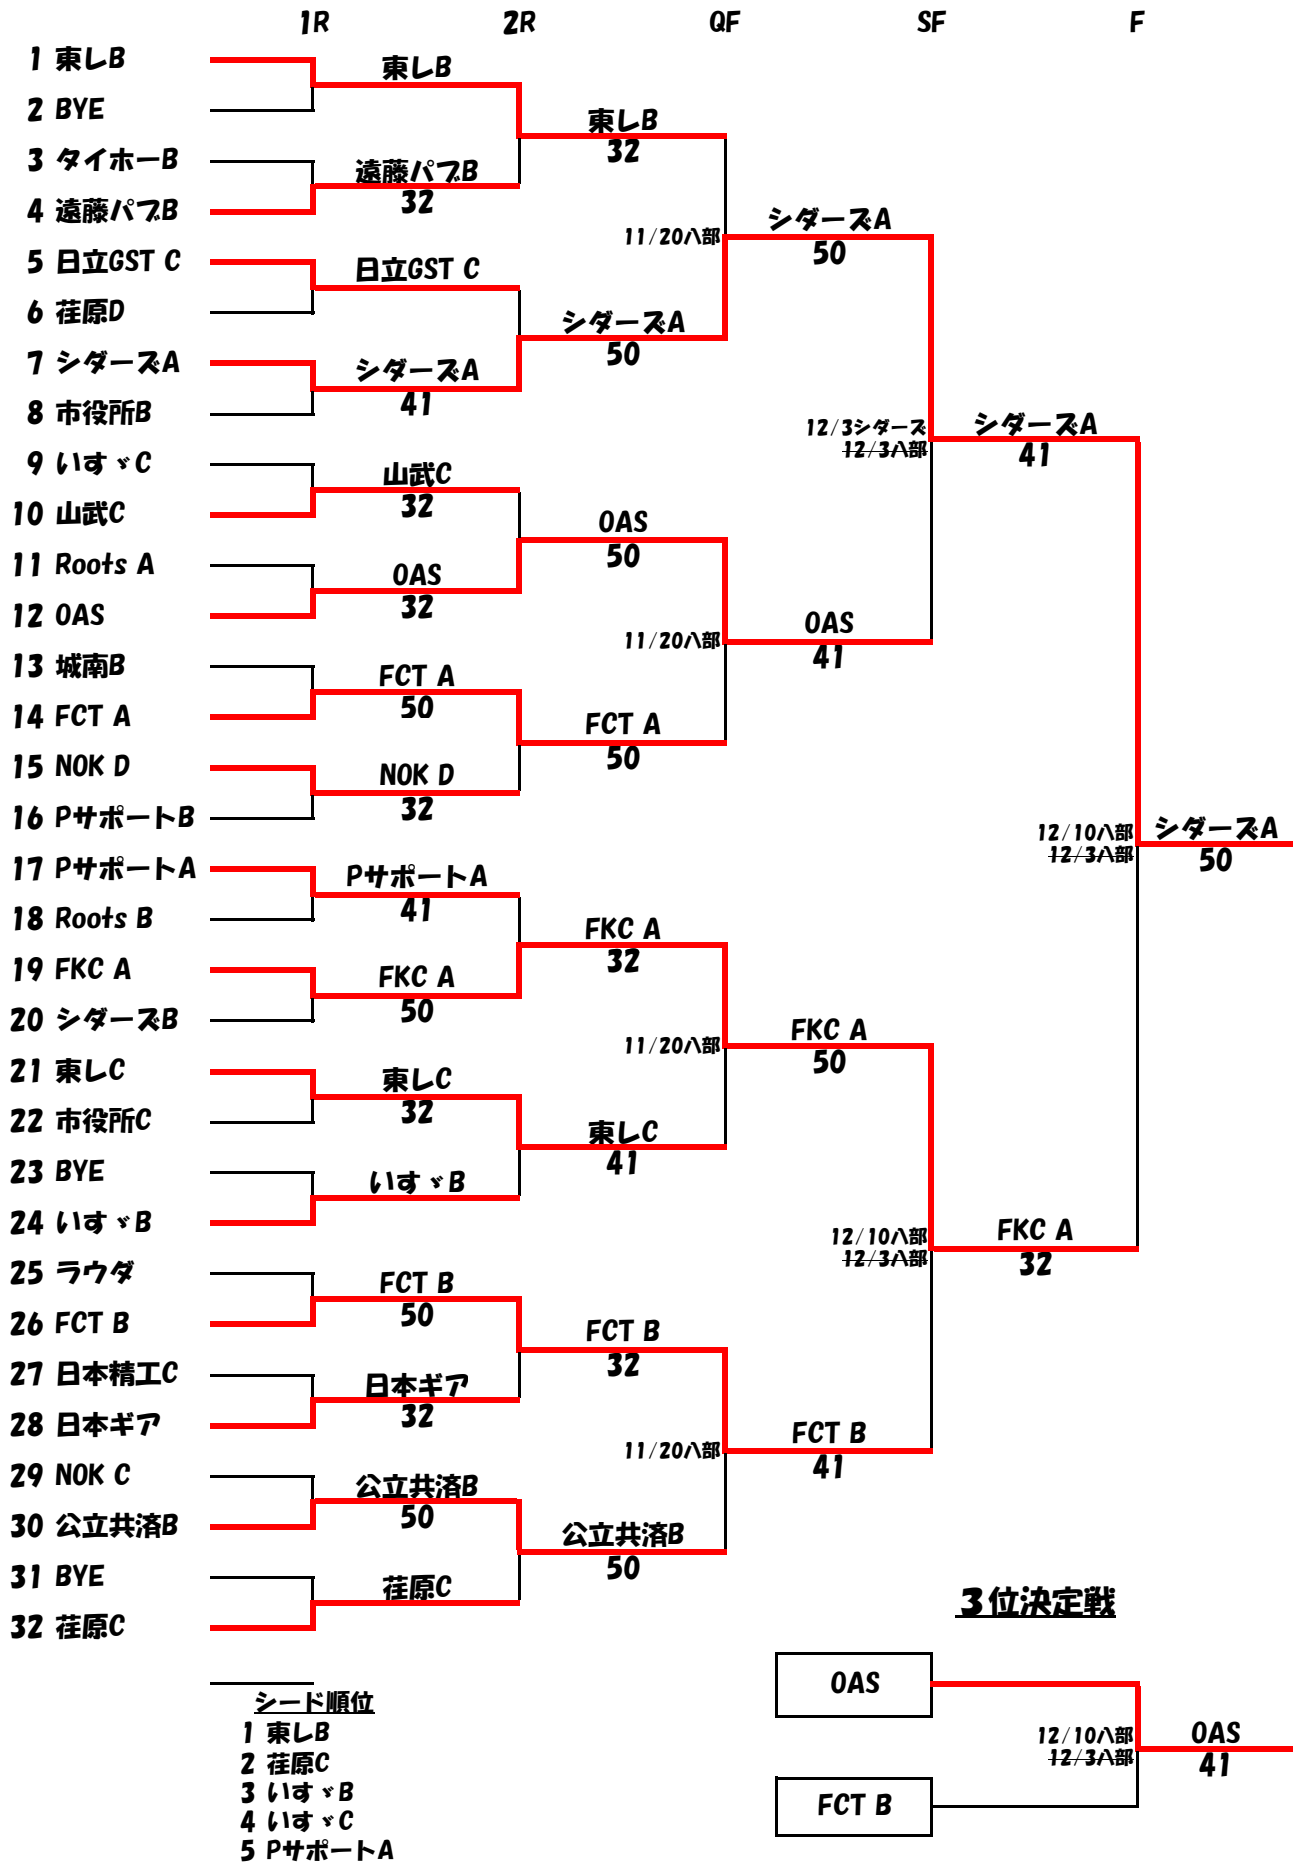 1R 2R QF SF F
1 東レB
2 BYE
3 タイホーB
4 遠藤パブB
5 日立GST C
6 荏原D
7 シダーズA
8 市役所B
9 いすゞC
10 山武C
11 Roots A
12 OAS
13 城南B
14 FCT A
15 NOK D
16 PサポートB
17 PサポートA
18 Roots B
19 FKC A
20 シダーズB
21 東レC
22 市役所C
23 BYE
24 いすゞB
25 ラウダ
26 FCT B
27 日本精工C
28 日本ギア
29 NOK C
30 公立共済B
31 BYE
32 荏原C
東レB
遠藤パブB
32
日立GST C
シダーズA
41
山武C
32
OAS
32
FCT A
50
NOK D
32
PサポートA
41
FKC A
50
東レC
32
いすゞB
FCT B
50
日本ギア
32
公立共済B
50
荏原C
東レB
32
シダーズA
50
OAS
50
FCT A
50
FKC A
32
東レC
41
FCT B
32
公立共済B
50
11/20八部
シダーズA
50
11/20八部
OAS
41
11/20八部
FKC A
50
11/20八部
FCT B
41
12/3シダーズ
12/3八部
シダーズA
41
12/10八部
12/3八部
FKC A
32
12/10八部
12/3八部
シダーズA
50
3位決定戦
OAS
FCT B
12/10八部
12/3八部
OAS
41
シード順位
1 東レB
2 荏原C
3 いすゞB
4 いすゞC
5 PサポートA